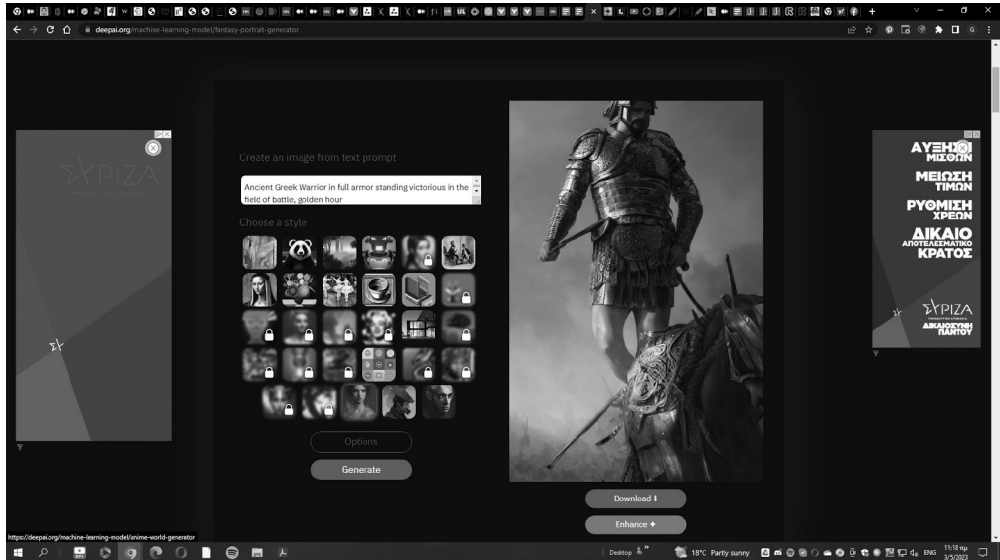 deepai.org/machine-learning-model/fantasy-portrait-generator
ΣΥΡΙΖΑ
Create an image from text prompt
Ancient Greek Warrior in full armor standing victorious in the
field of battle, golden hour
Choose a style
Options
Generate
Download
Enhance
ΑΥΞΗΣΗ
ΜΙΣΘΩΝ
ΜΕΙΩΣΗ
ΤΙΜΩΝ
ΡΥΘΜΙΣΗ
ΧΡΕΩΝ
ΔΙΚΑΙΟ
ΑΠΟΤΕΛΕΣΜΑΤΙΚΟ
ΚΡΑΤΟΣ
ΣΥΡΙΖΑ
ΔΙΚΑΙΟΣΥΝΗ
ΠΑΝΤΟΥ
https://deepai.org/machine-learning-model/anime-world-generator
Desktop
18°C Partly sunny
ENG
11:18 πμ
3/5/2023